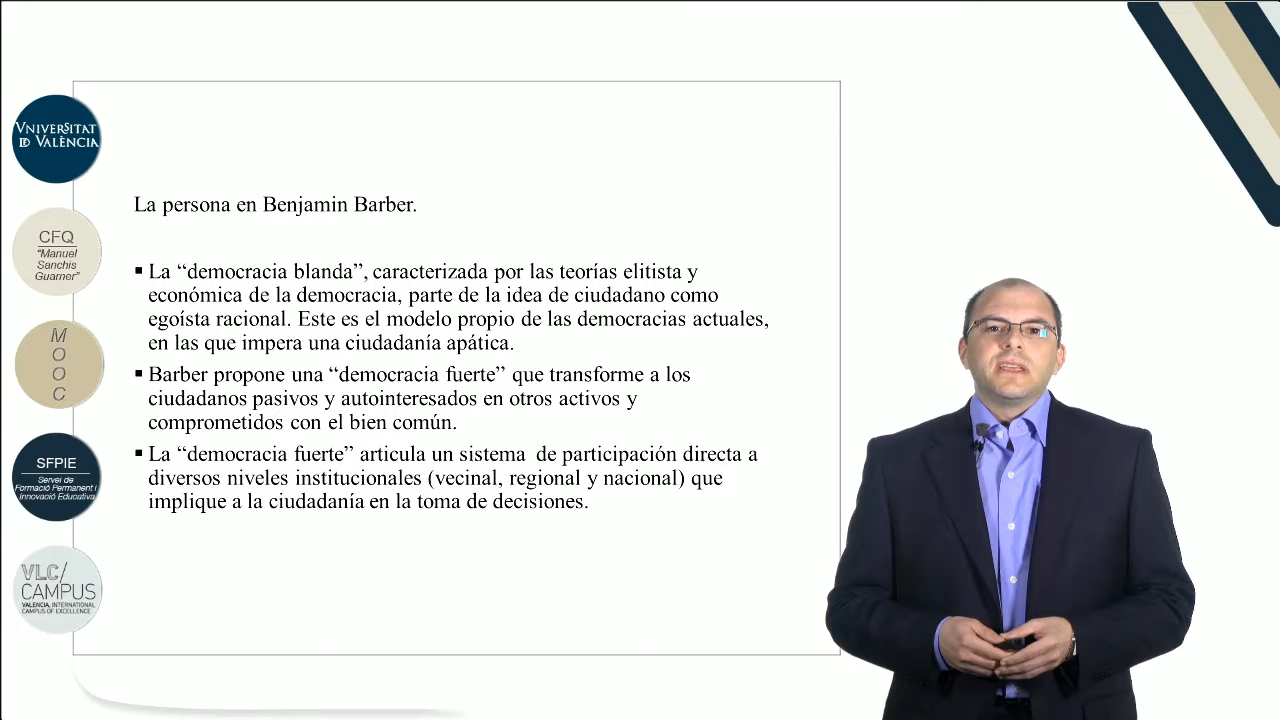 VNIVERSITAT
DE VALÈNCIA
CFQ
“Manuel
Sanchis
Guarner”
M
O
O
C
SFPIE
Servei de
Formació Permanent i
Innovació Educativa
VLC/
CAMPUS
VALENCIA, INTERNATIONAL
CAMPUS OF EXCELLENCE
La persona en Benjamin Barber.
▪ La “democracia blanda”, caracterizada por las teorías elitista y
económica de la democracia, parte de la idea de ciudadano como
egoísta racional. Este es el modelo propio de las democracias actuales,
en las que impera una ciudadanía apática.
▪ Barber propone una “democracia fuerte” que transforme a los
ciudadanos pasivos y autointeresados en otros activos y
comprometidos con el bien común.
▪ La “democracia fuerte” articula un sistema de participación directa a
diversos niveles institucionales (vecinal, regional y nacional) que
implique a la ciudadanía en la toma de decisiones.